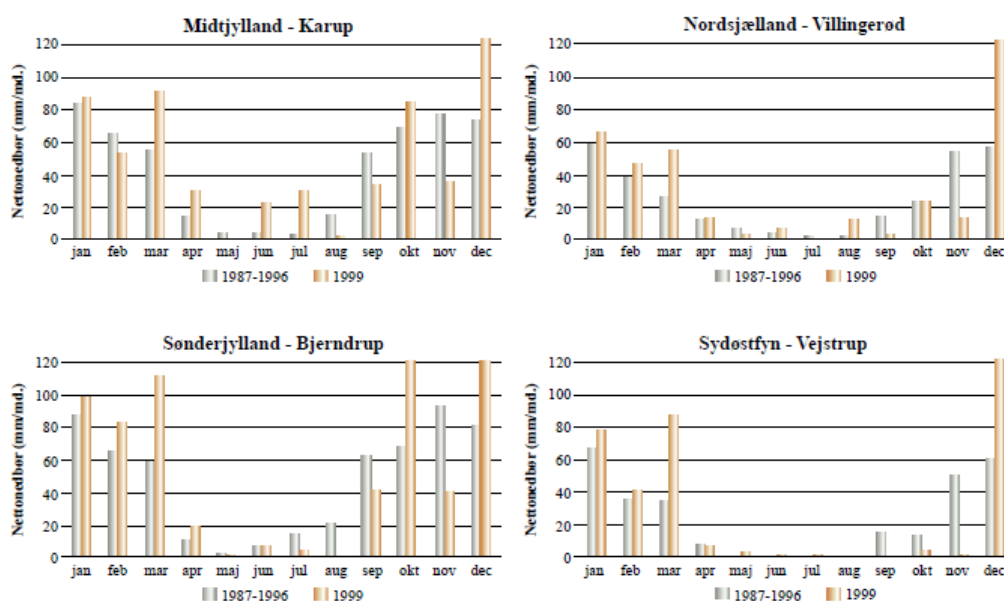 Midtjylland - Karup
Nettonedbør (mm/md.)
120
100
80
60
40
20
0
jan feb mar apr maj jun jul aug sep okt nov dec
1987-1996 1999
Nordsjælland - Villingerød
Nettonedbør (mm/md.)
120
100
80
60
40
20
0
jan feb mar apr maj jun jul aug sep okt nov dec
1987-1996 1999
Sønderjylland - Bjerndrup
Nettonedbør (mm/md.)
120
100
80
60
40
20
0
jan feb mar apr maj jun jul aug sep okt nov dec
1987-1996 1999
Sydøstfyn - Vejstrup
Nettonedbør (mm/md.)
120
100
80
60
40
20
0
jan feb mar apr maj jun jul aug sep okt nov dec
1987-1996 1999